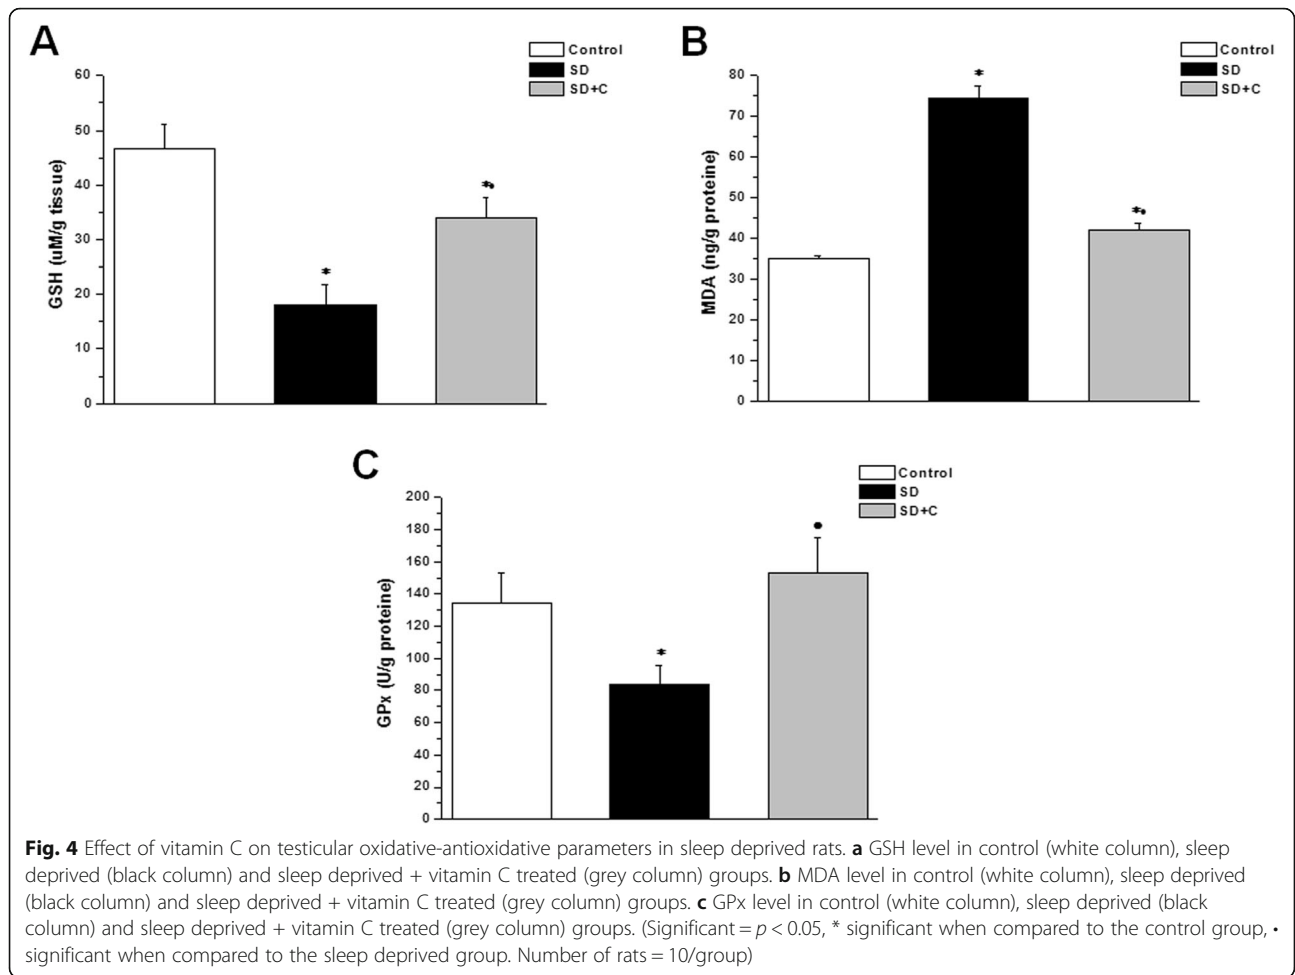 A
Control
SD
SD+C
60
50
40
30
20
10
0
GSH (uM/g tissue)
*
*•
B
Control
SD
SD+C
80
70
60
50
40
30
20
10
0
MDA (ng/g proteine)
*
*•
C
Control
SD
SD+C
200
180
160
140
120
100
80
60
40
20
0
GPx (U/g proteine)
*
•
Fig. 4 Effect of vitamin C on testicular oxidative-antioxidative parameters in sleep deprived rats. a GSH level in control (white column), sleep
deprived (black column) and sleep deprived + vitamin C treated (grey column) groups. b MDA level in control (white column), sleep deprived
(black column) and sleep deprived + vitamin C treated (grey column) groups. c GPx level in control (white column), sleep deprived (black
column) and sleep deprived + vitamin C treated (grey column) groups. (Significant = p < 0.05, * significant when compared to the control group, •
significant when compared to the sleep deprived group. Number of rats = 10/group)